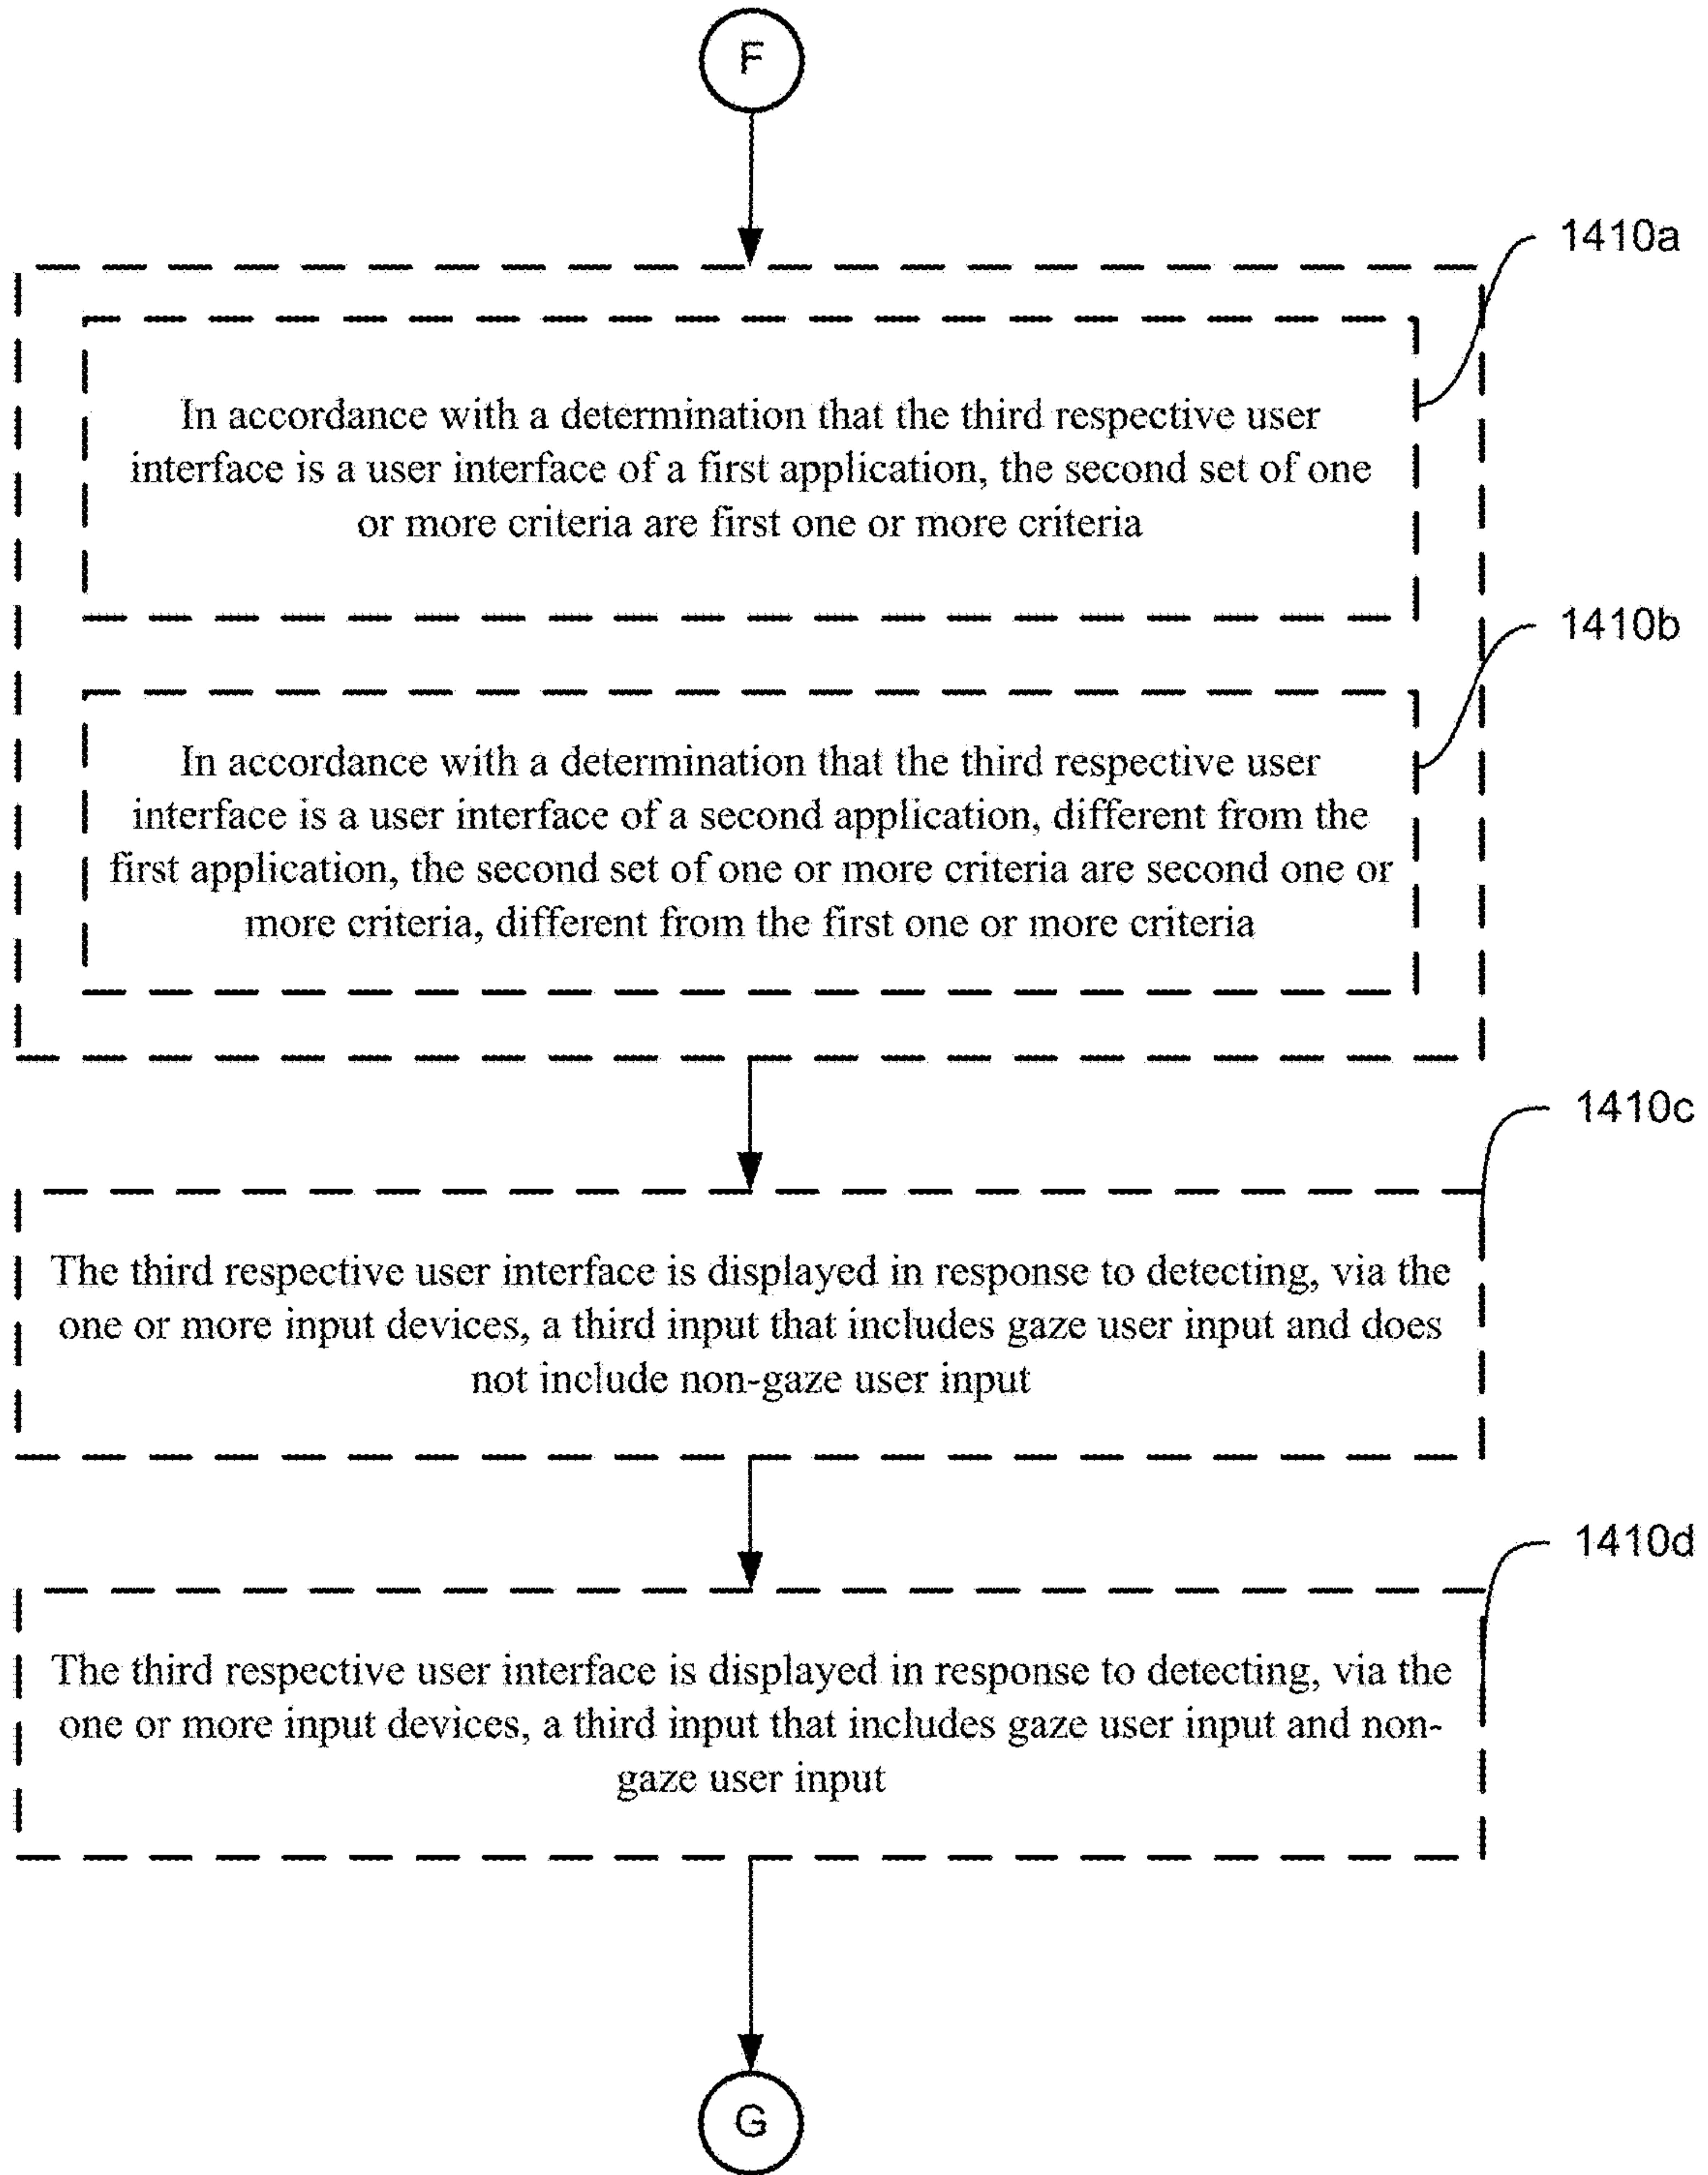 F
1410a
In accordance with a determination that the third respective user
interface is a user interface of a first application, the second set of one
or more criteria are first one or more criteria
1410b
In accordance with a determination that the third respective user
interface is a user interface of a second application, different from the
first application, the second set of one or more criteria are second one or
more criteria, different from the first one or more criteria
1410c
The third respective user interface is displayed in response to detecting, via the
one or more input devices, a third input that includes gaze user input and does
not include non-gaze user input
1410d
The third respective user interface is displayed in response to detecting, via the
one or more input devices, a third input that includes gaze user input and non-
gaze user input
G